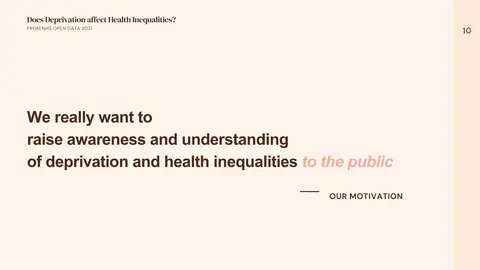 Does Deprivation affect Health Inequalities?
FROM NHS OPEN DATA 2021
10
We really want to
raise awareness and understanding
of deprivation and health inequalities to the public
OUR MOTIVATION